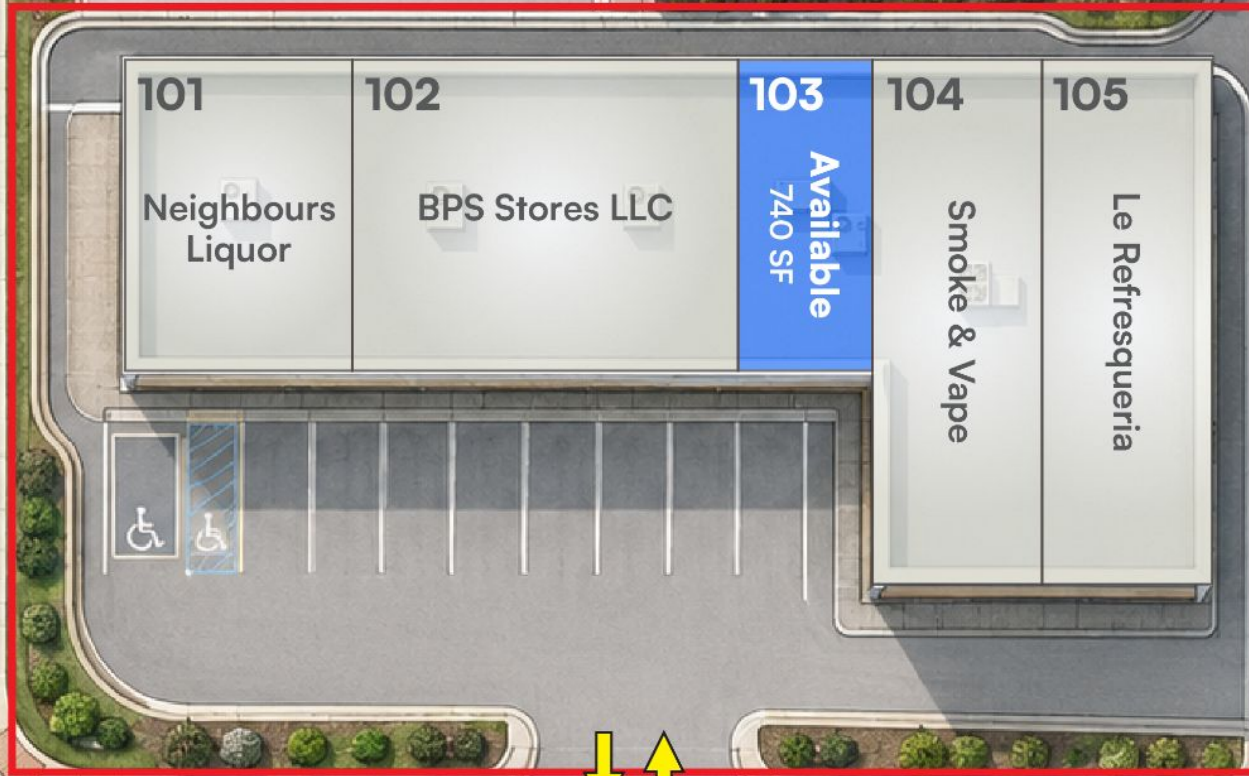 101
Neighbours
Liquor
102
BPS Stores LLC
103
Available
740 SF
104
Smoke & Vape
105
Le Refresqueria